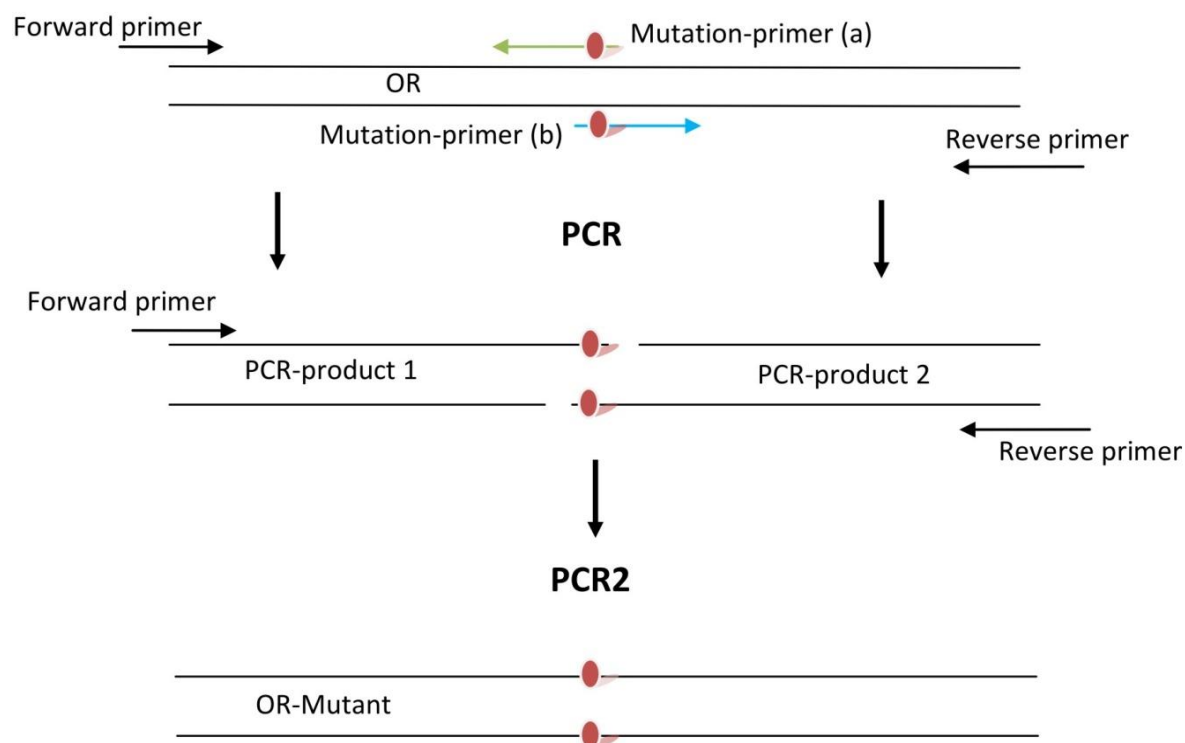 Forward primer
Mutation-primer (a)
OR
Mutation-primer (b)
Reverse primer
PCR
Forward primer
PCR-product 1
PCR-product 2
Reverse primer
PCR2
OR-Mutant